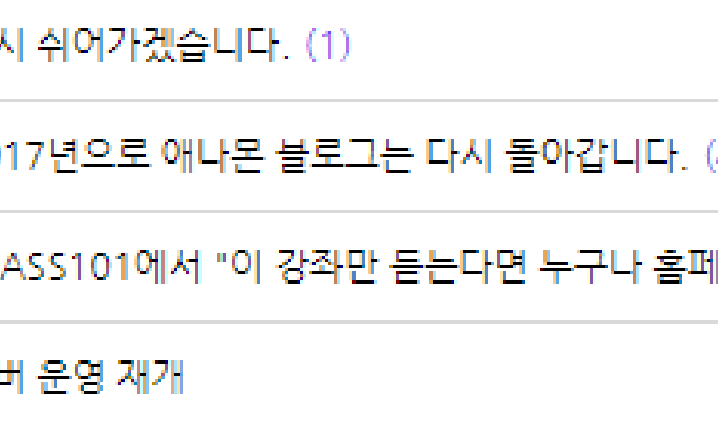 시 쉬어가겠습니다. (1)
017년으로 애나몬 블로그는 다시 돌아갑니다. (
ASS101에서 "이 강좌만 듣는다면 누구나 홈페
버 운영 재개